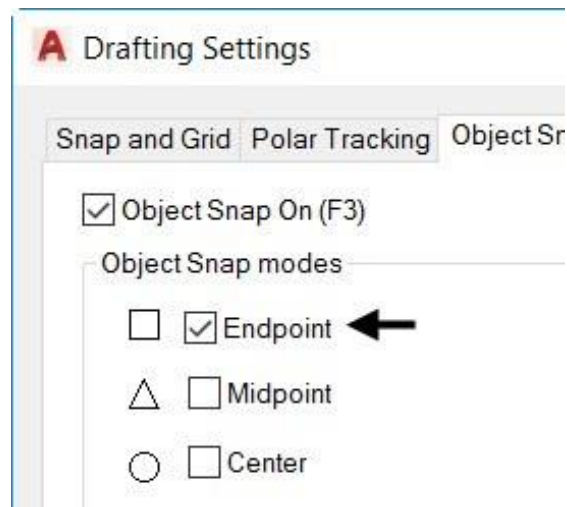 Drafting Settings
Snap and Grid Polar Tracking Object Sn
Object Snap On (F3)
Object Snap modes
Endpoint
Midpoint
Center